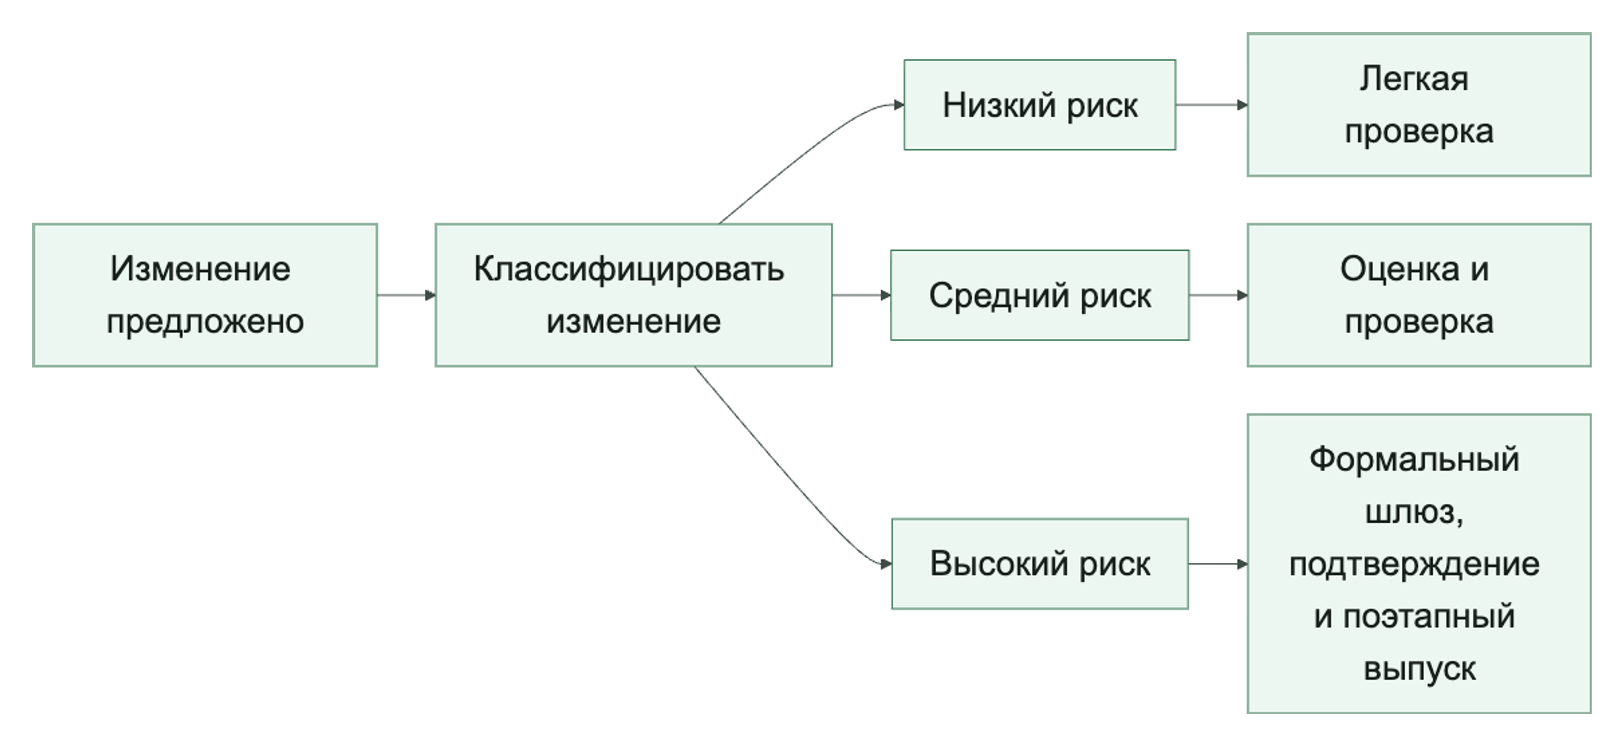 Изменение
предложено
Классифицировать
изменение
Низкий риск
Легкая
проверка
Средний риск
Оценка и
проверка
Высокий риск
Формальный
шлюз,
подтверждение
и поэтапный
выпуск